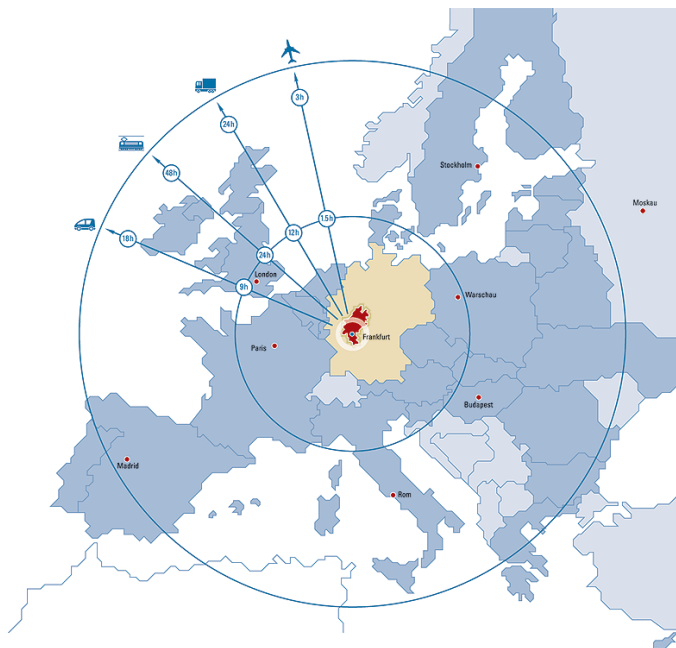 3h
24h
48h
18h
1.5h
12h
24h
9h
Stockholm
Moskau
London
Warschau
Frankfurt
Paris
Budapest
Madrid
Rom